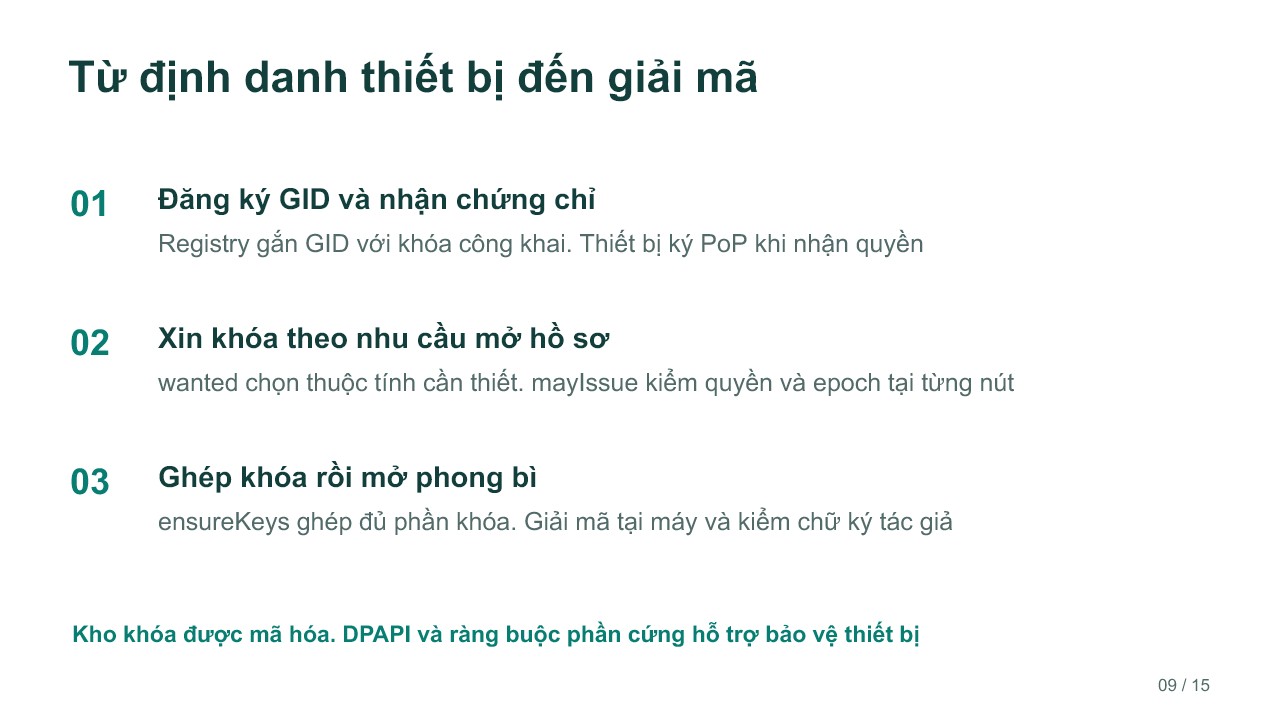 Từ định danh thiết bị đến giải mã
01
Đăng ký GID và nhận chứng chỉ
Registry gắn GID với khóa công khai. Thiết bị ký PoP khi nhận quyền
02
Xin khóa theo nhu cầu mở hồ sơ
wanted chọn thuộc tính cần thiết. mayIssue kiểm quyền và epoch tại từng nút
03
Ghép khóa rồi mở phong bì
ensureKeys ghép đủ phần khóa. Giải mã tại máy và kiểm chữ ký tác giả
Kho khóa được mã hóa. DPAPI và ràng buộc phần cứng hỗ trợ bảo vệ thiết bị
09 / 15